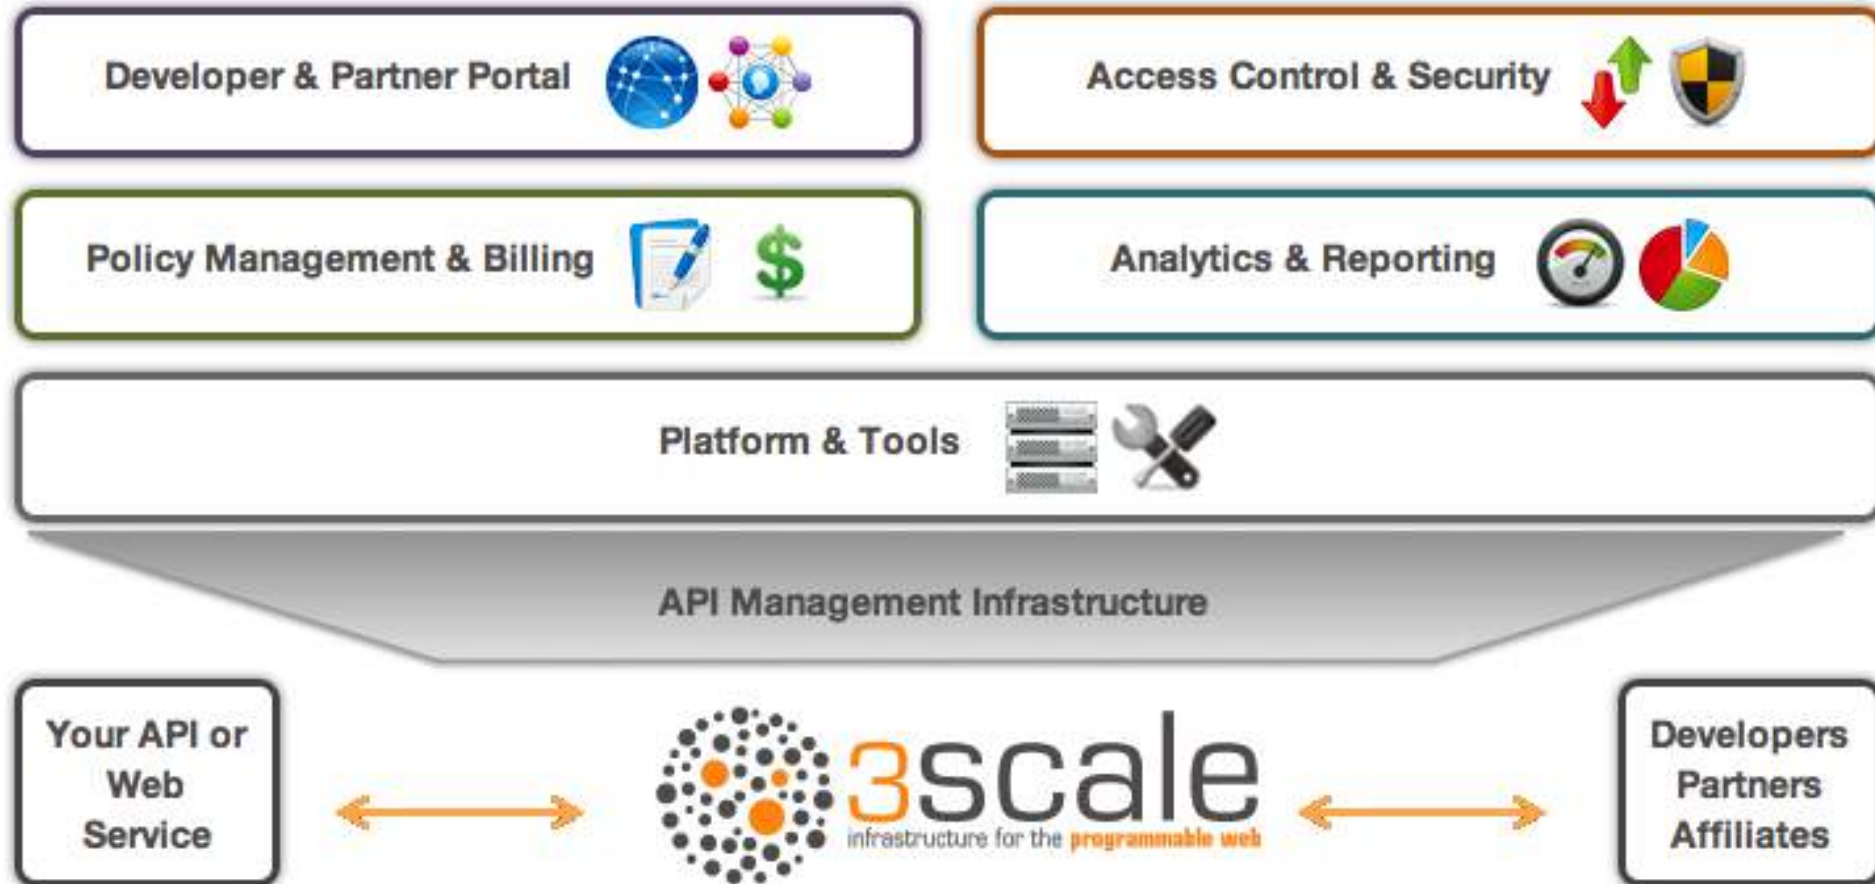 Developer & Partner Portal
Access Control & Security
Policy Management & Billing
Analytics & Reporting
Platform & Tools
API Management Infrastructure
Your API or
Web
Service
3scale
infrastructure for the programmable web
Developers
Partners
Affiliates